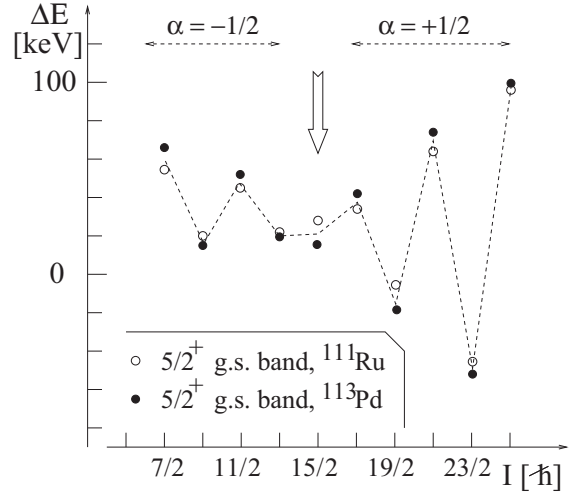 ΔE
[keV]
α = −1/2
α = +1/2
100
0
5/2⁺ g.s. band, ¹¹¹Ru
5/2⁺ g.s. band, ¹¹³Pd
7/2 11/2 15/2 19/2 23/2 I [ħ]